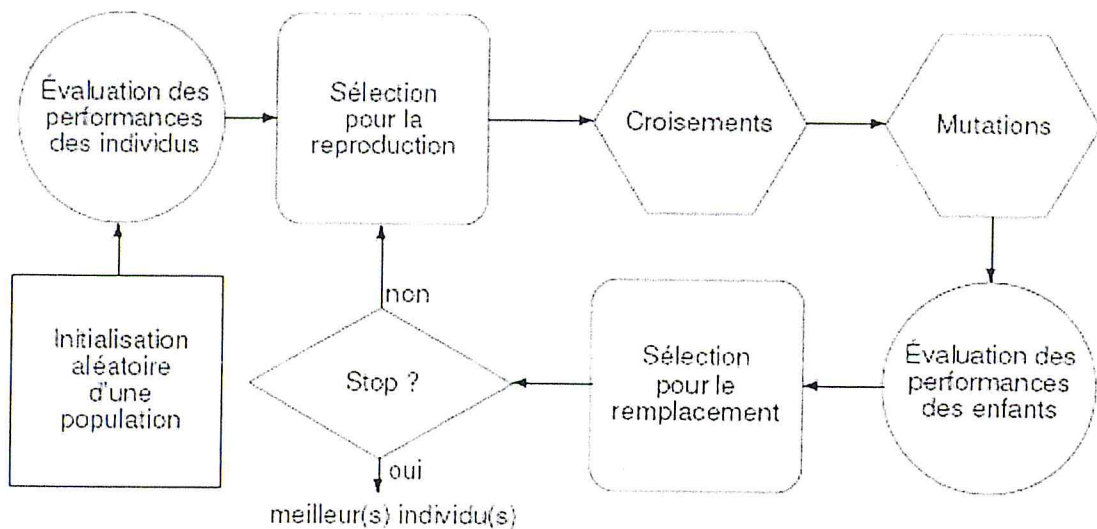 Évaluation des
performances
des individus
Sélection
pour la
reproduction
Croisements
Mutations
Initialisation
aléatoire
d'une
population
non
Stop ?
oui
meilleur(s) individu(s)
Sélection
pour le
remplacement
Évaluation des
performances
des enfants